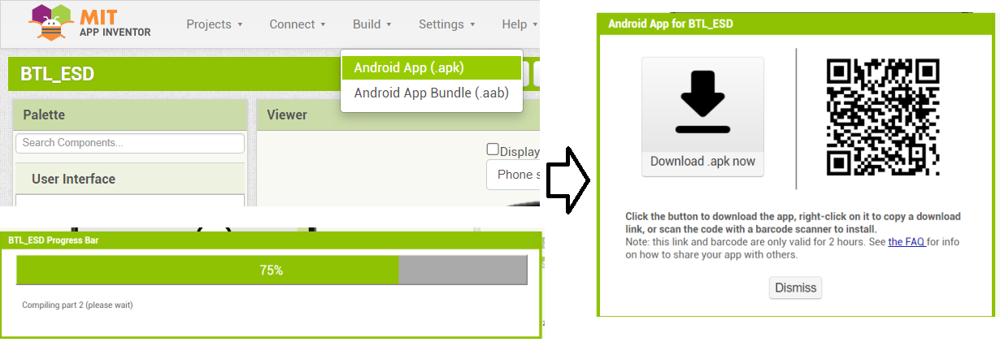 MIT
APP INVENTOR
Projects
Connect
Build
Settings
Help
BTL_ESD
Android App (.apk)
Android App Bundle (.aab)
Palette
Viewer
Search Components...
Display
User Interface
Phone s
BTL_ESD Progress Bar
75%
Compiling part 2 (please wait)
Android App for BTL_ESD
Download .apk now
Click the button to download the app, right-click on it to copy a download
link, or scan the code with a barcode scanner to install.
Note: this link and barcode are only valid for 2 hours. See the FAQ for info
on how to share your app with others.
Dismiss